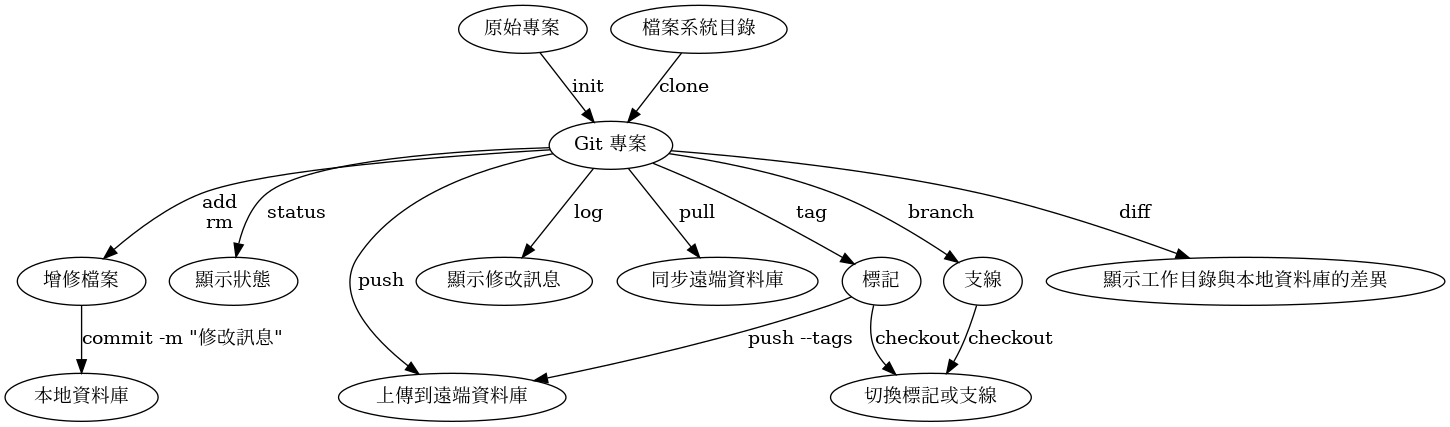 原始專案
檔案系統目錄
init
clone
Git 專案
add
rm
status
push
log
pull
tag
branch
diff
增修檔案
顯示狀態
顯示修改訊息
同步遠端資料庫
標記
支線
顯示工作目錄與本地資料庫的差異
commit -m "修改訊息"
push --tags
checkout
checkout
本地資料庫
上傳到遠端資料庫
切換標記或支線